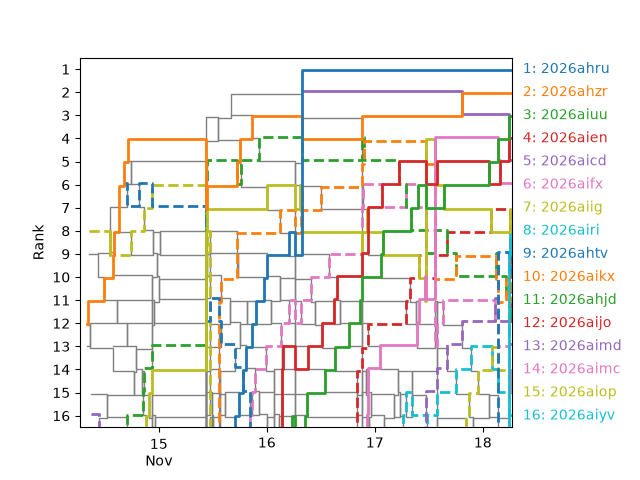 1 1: 2026ahru
2 2: 2026ahzr
3 3: 2026aiuu
4 4: 2026aien
5 5: 2026aicd
6 6: 2026aifx
7 7: 2026aiig
8 8: 2026airi
9 9: 2026ahtv
10 10: 2026aikx
11 11: 2026ahjd
12 12: 2026aijo
13 13: 2026aimd
14 14: 2026aimc
15 15: 2026aiop
16 16: 2026aiyv
Rank
15 16 17 18
Nov